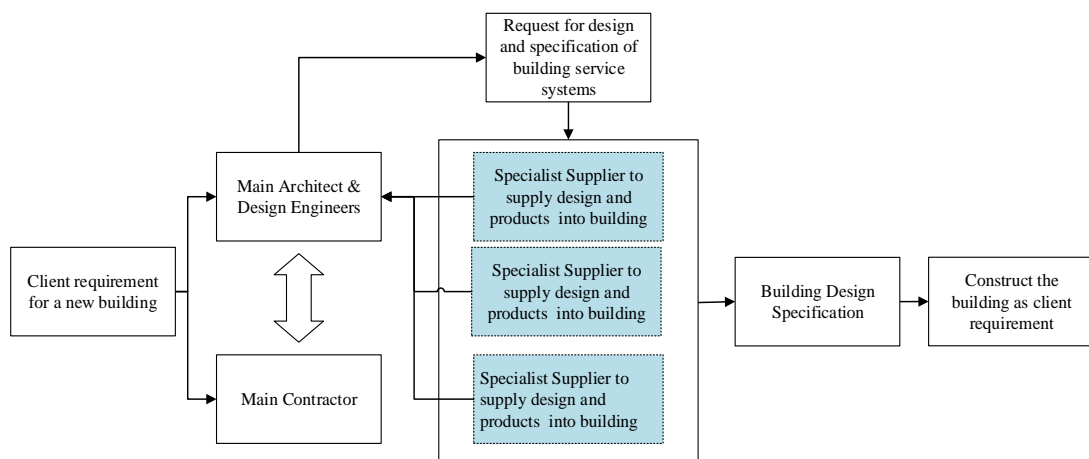 Request for design
and specification of
building service
systems
Main Architect &
Design Engineers
Specialist Supplier to
supply design and
products into building
Client requirement
for a new building
Specialist Supplier to
supply design and
products into building
Building Design
Specification
Construct the
building as client
requirement
Main Contractor
Specialist Supplier to
supply design and
products into building